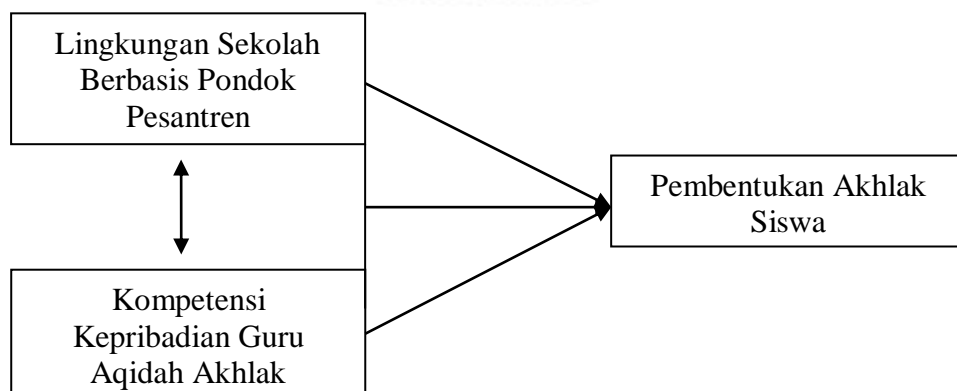 Lingkungan Sekolah
Berbasis Pondok
Pesantren
Pembentukan Akhlak
Siswa
Kompetensi
Kepribadian Guru
Aqidah Akhlak